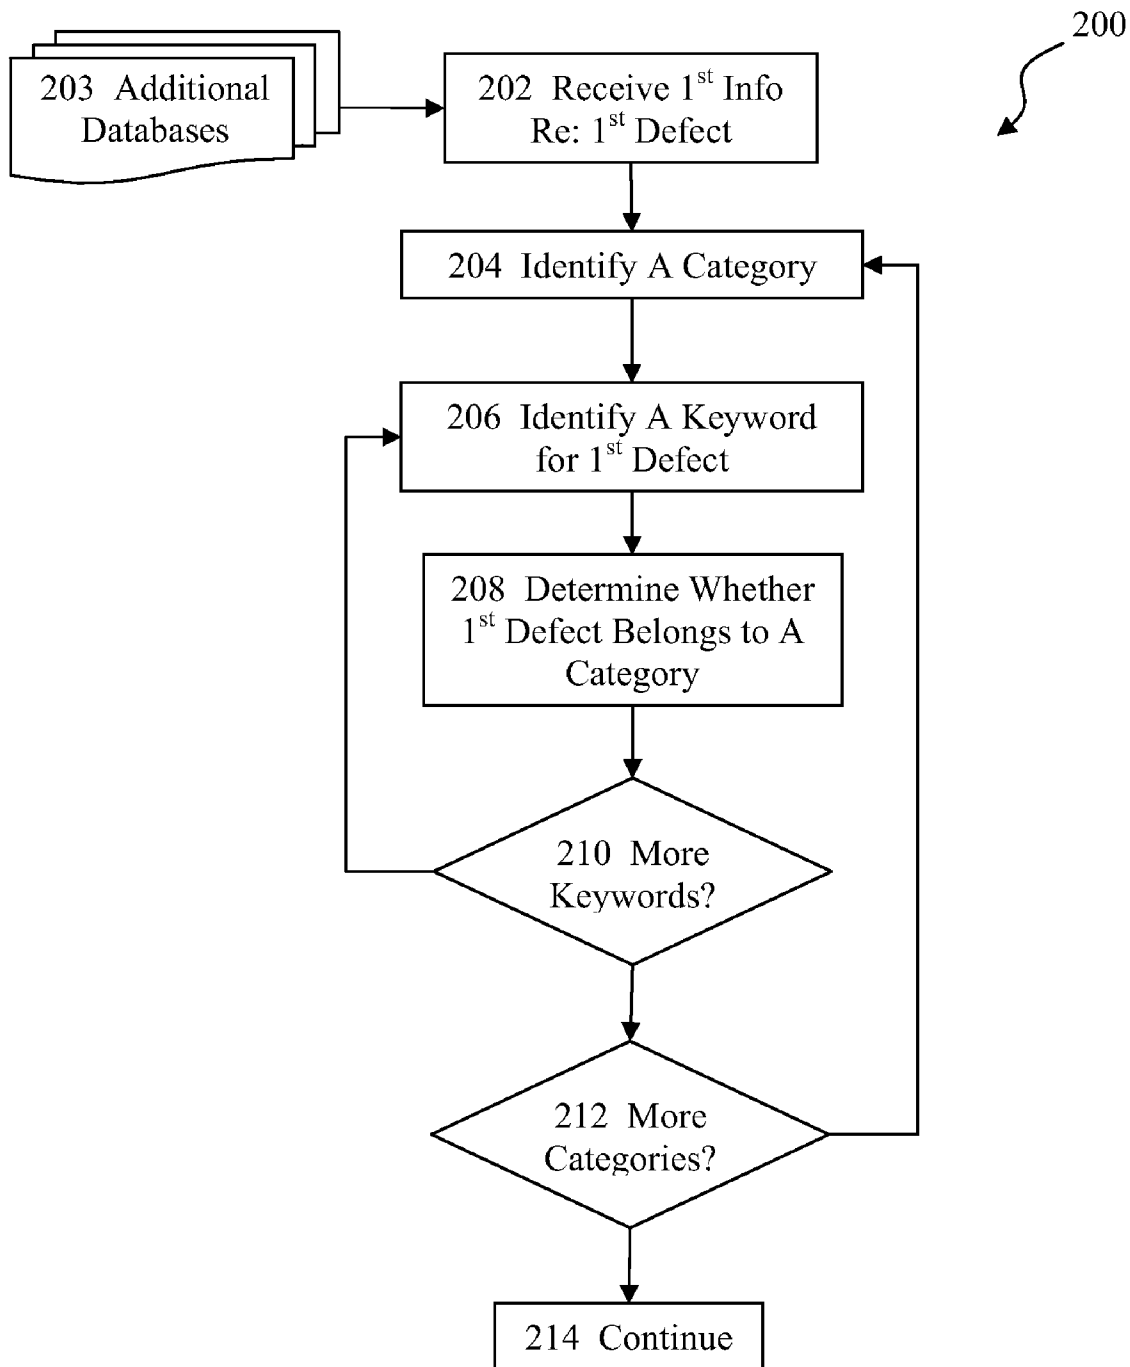 200
203 Additional
Databases
202 Receive 1st Info
Re: 1st Defect
204 Identify A Category
206 Identify A Keyword
for 1st Defect
208 Determine Whether
1st Defect Belongs to A
Category
210 More
Keywords?
212 More
Categories?
214 Continue